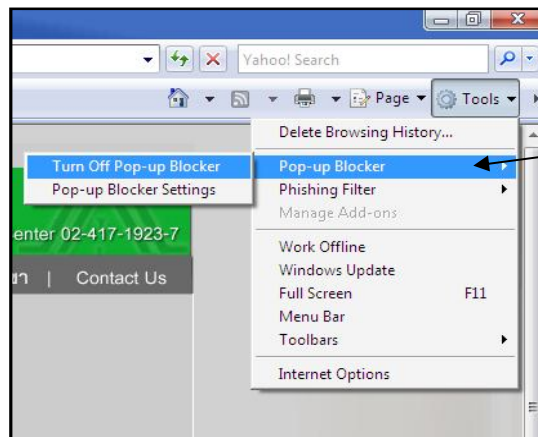 Yahoo! Search
Page
Tools
Delete Browsing History...
Turn Off Pop-up Blocker
Pop-up Blocker
Pop-up Blocker Settings
Phishing Filter
Manage Add-ons
enter 02-417-1923-7
Work Offline
Windows Update
| Contact Us
Full Screen F11
Menu Bar
Toolbars
Internet Options